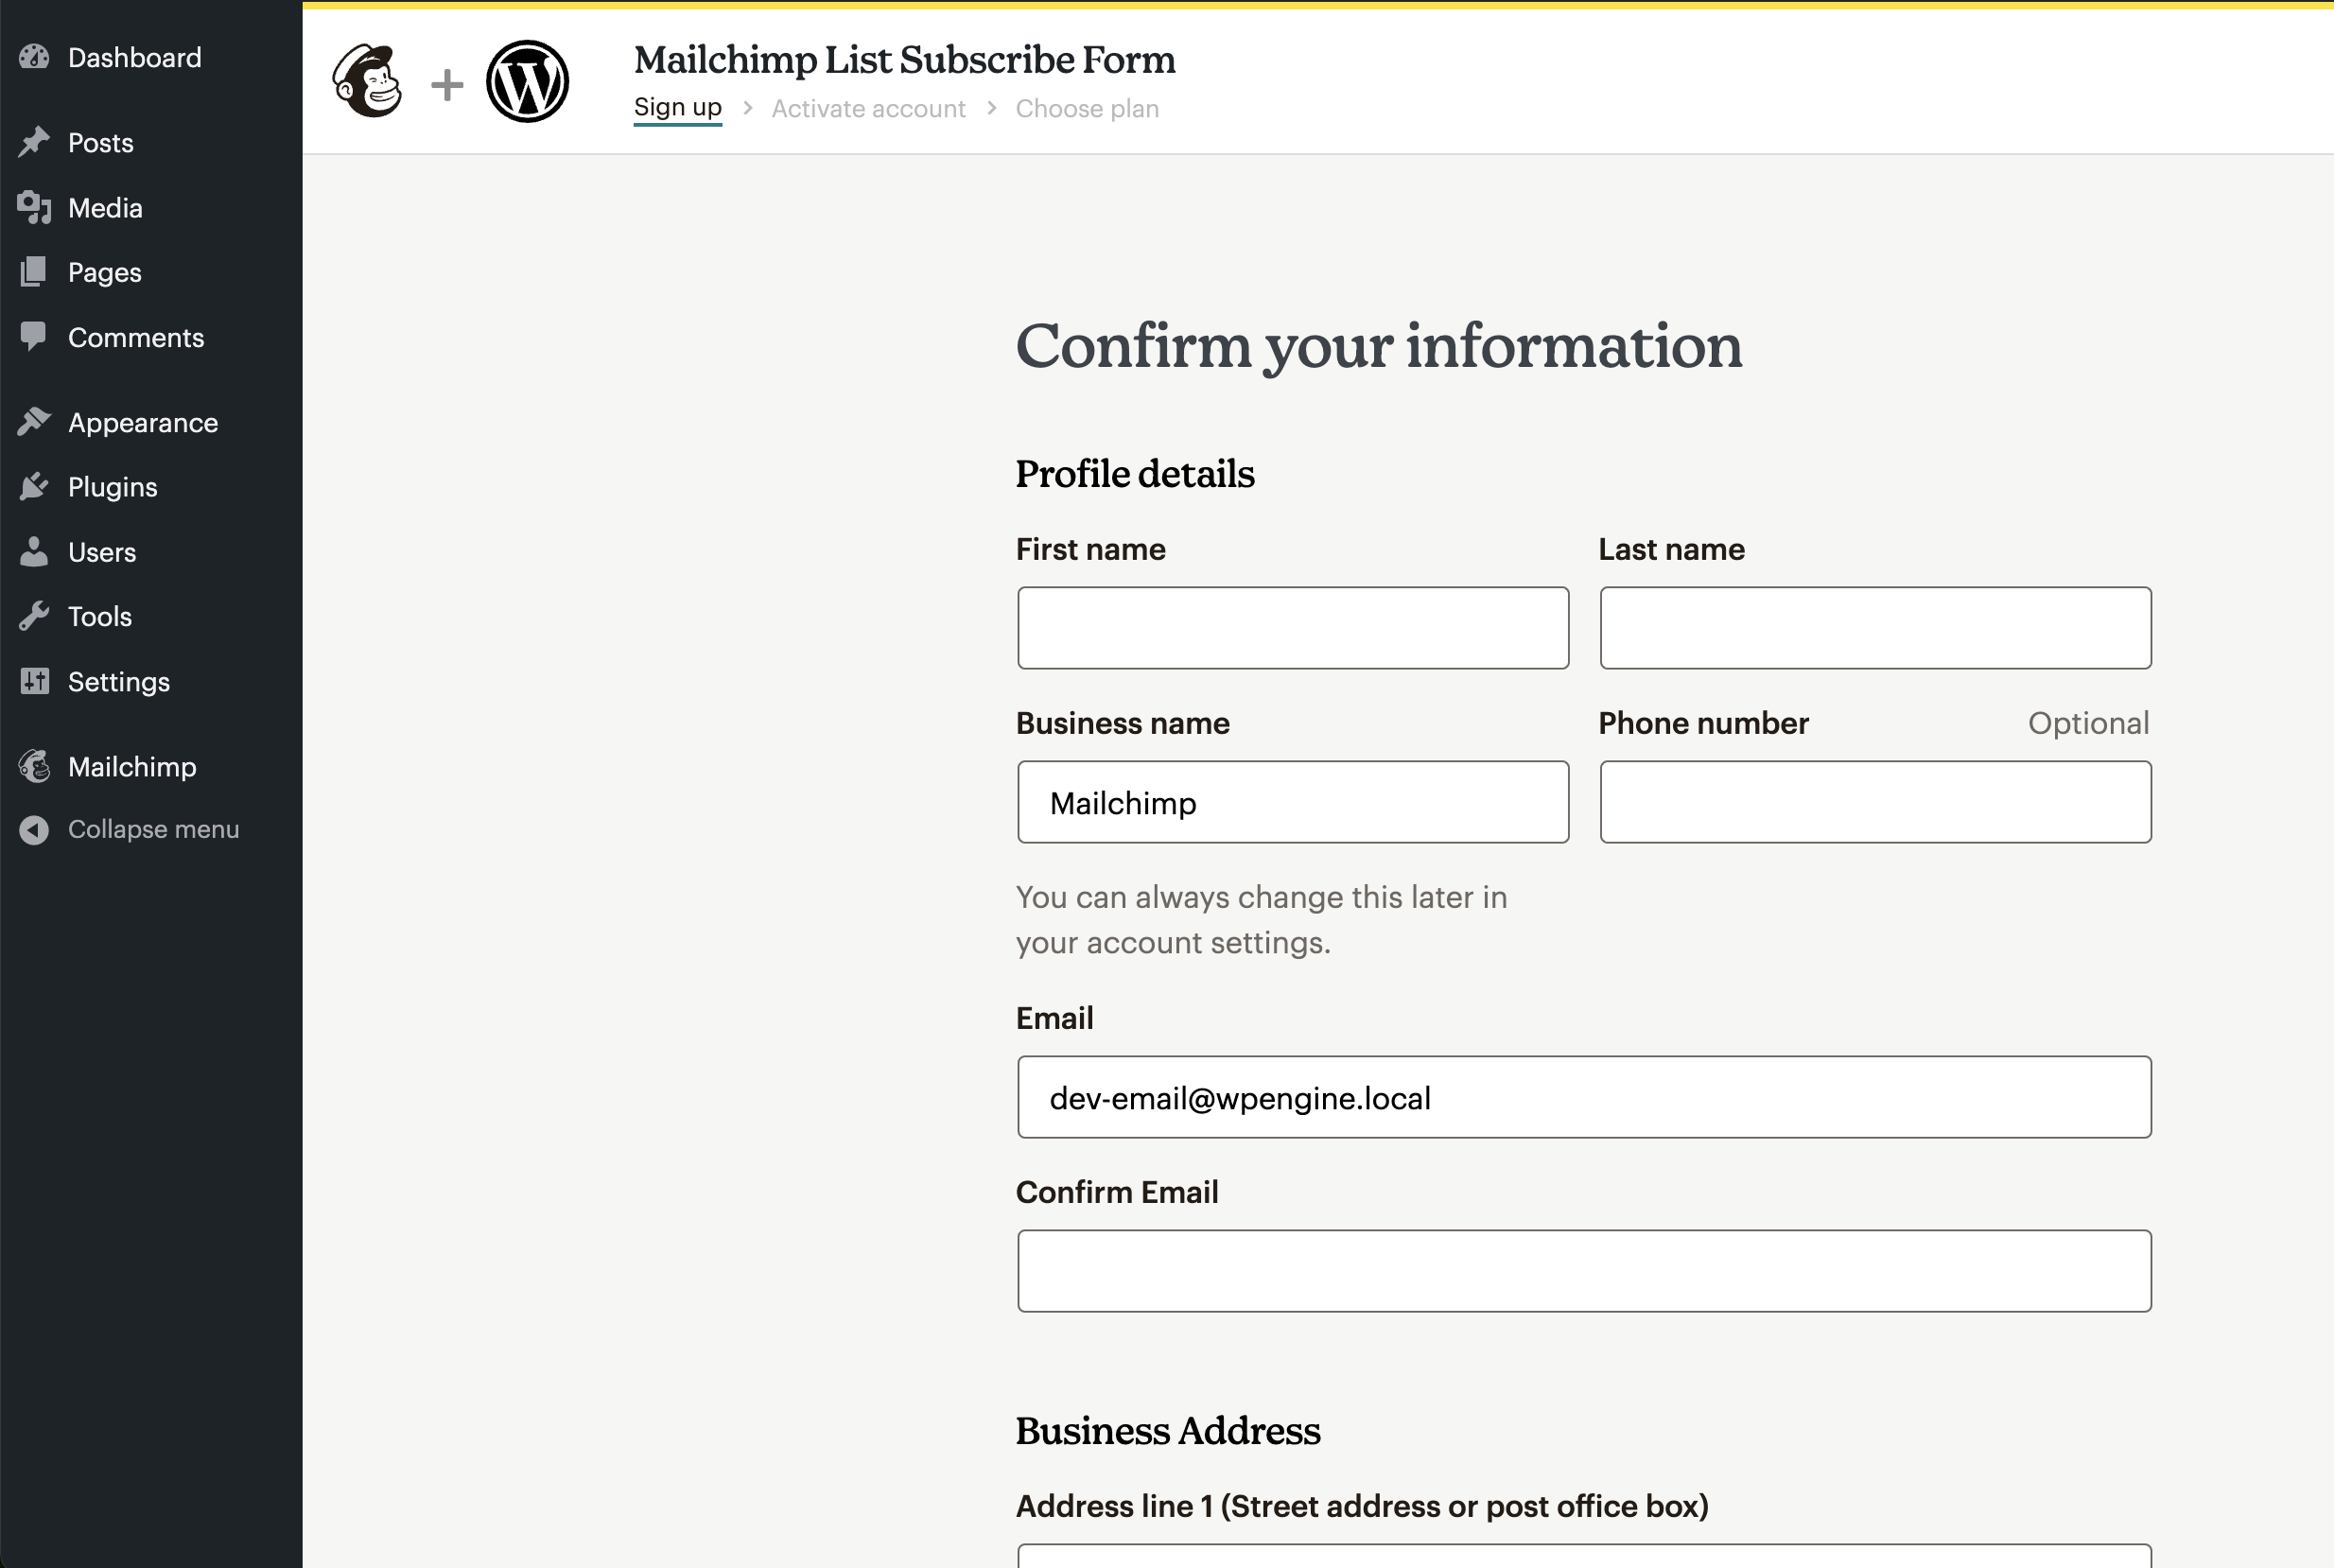 Dashboard
Posts
Media
Pages
Comments
Appearance
Plugins
Users
Tools
Settings
Mailchimp
Collapse menu
Mailchimp List Subscribe Form
Sign up > Activate account > Choose plan
Confirm your information
Profile details
First name
Last name
Business name
Phone number Optional
Mailchimp
You can always change this later in
your account settings.
Email
dev-email@wpengine.local
Confirm Email
Business Address
Address line 1 (Street address or post office box)